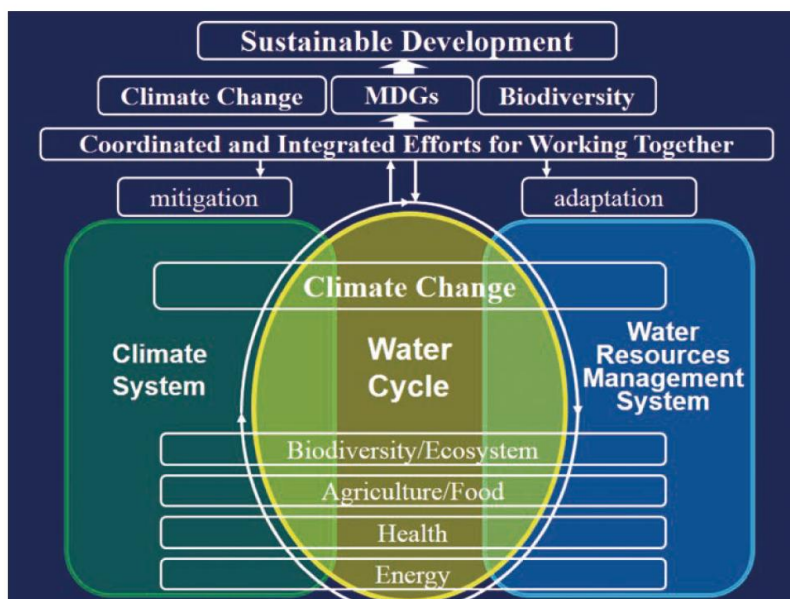 Sustainable Development
Climate Change
MDGs
Biodiversity
Coordinated and Integrated Efforts for Working Together
mitigation
adaptation
Climate Change
Climate
System
Water
Cycle
Water
Resources
Management
System
Biodiversity/Ecosystem
Agriculture/Food
Health
Energy